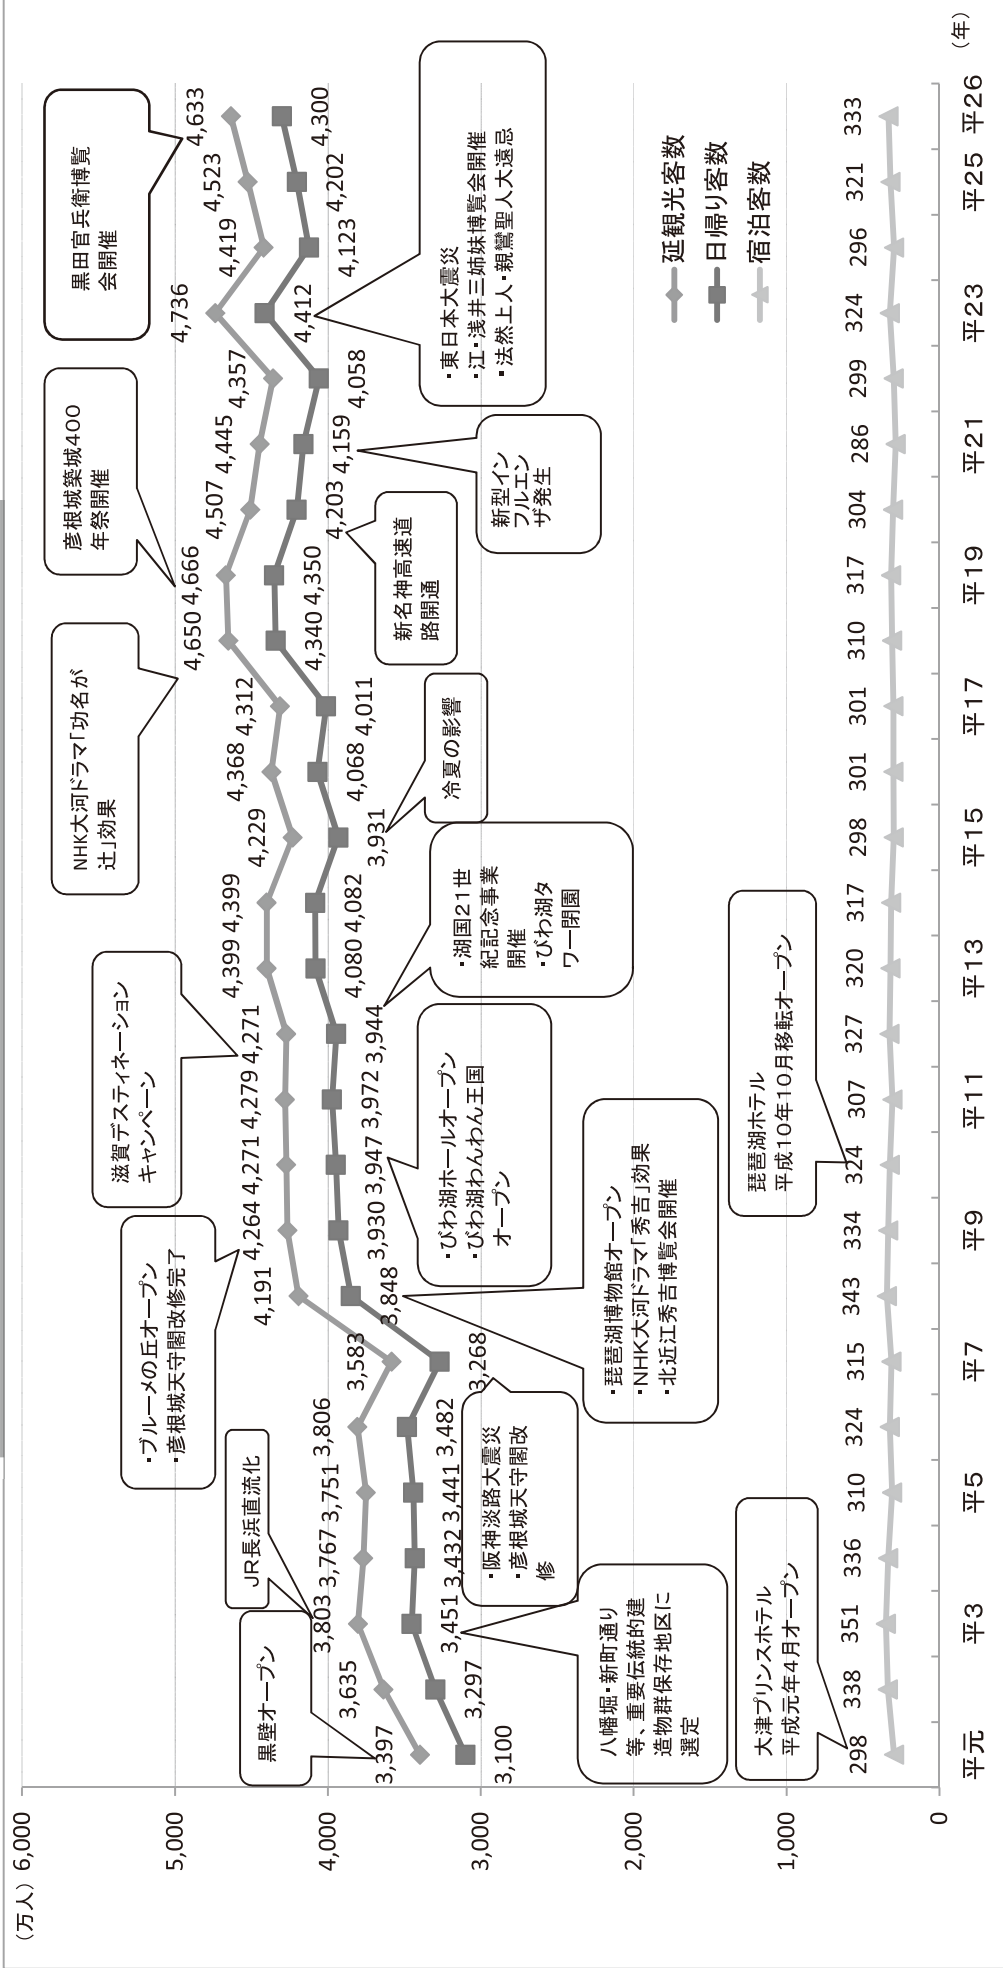 （万人）
6,000
5,000
4,000
3,000
2,000
1,000
0
黒壁オープン
JR長浜直流化
・ブルーメの丘オープン
・彦根城天守閣改修完了
滋賀デスティネーション
キャンペーン
NHK大河ドラマ「功名が
辻」効果
彦根城築城400
年祭開催
黒田官兵衛博覧
会開催
3,397
3,635
3,803
3,767
3,751
3,806
3,583
4,191
4,264
4,271
4,279
4,271
4,399
4,399
4,229
4,368
4,312
4,650
4,666
4,507
4,445
4,357
4,736
4,419
4,523
4,633
3,100
3,297
3,451
3,432
3,441
3,482
3,268
3,848
3,930
3,947
3,972
3,944
4,080
4,082
3,931
4,068
4,011
4,340
4,350
4,203
4,159
4,058
4,412
4,123
4,202
4,300
八幡堀・新町通り
等、重要伝統的建
造物群保存地区に
選定
・阪神淡路大震災
・彦根城天守閣改
修
・琵琶湖博物館オープン
・NHK大河ドラマ「秀吉」効果
・北近江秀吉博覧会開催
・びわ湖ホールオープン
・びわ湖わんわん王国
オープン
・湖国21世
紀記念事業
開催
・びわ湖タ
ワー閉園
冷夏の影響
新名神高速道
路開通
新型イン
フルエン
ザ発生
・東日本大震災
・江・浅井三姉妹博覧会開催
・法然上人・親鸞聖人大遠忌
延観光客数
日帰り客数
宿泊客数
大津プリンスホテル
平成元年4月オープン
琵琶湖ホテル
平成10年10月移転オープン
298
338
351
336
310
324
315
343
334
324
307
327
320
317
298
301
301
310
317
304
286
299
324
296
321
333
平元
平3
平5
平7
平9
平11
平13
平15
平17
平19
平21
平23
平25
平26
（年）